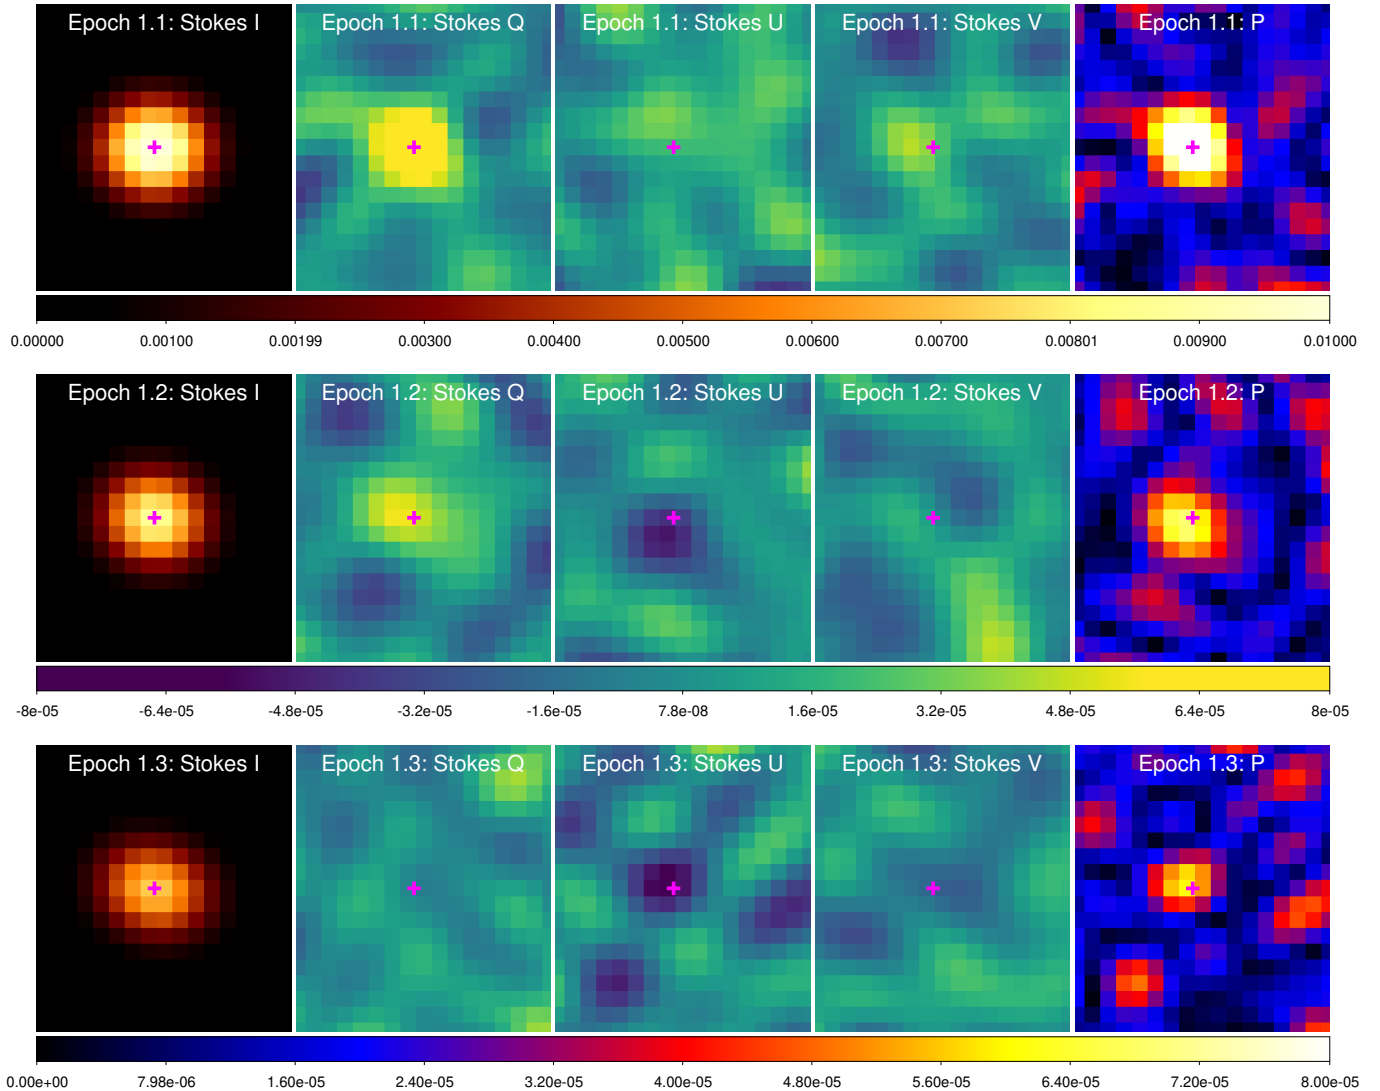 Epoch 1.1: Stokes I Epoch 1.1: Stokes Q Epoch 1.1: Stokes U Epoch 1.1: Stokes V Epoch 1.1: P
0.00000 0.00100 0.00199 0.00300 0.00400 0.00500 0.00600 0.00700 0.00801 0.00900 0.01000
Epoch 1.2: Stokes I Epoch 1.2: Stokes Q Epoch 1.2: Stokes U Epoch 1.2: Stokes V Epoch 1.2: P
-8e-05 -6.4e-05 -4.8e-05 -3.2e-05 -1.6e-05 7.8e-08 1.6e-05 3.2e-05 4.8e-05 6.4e-05 8e-05
Epoch 1.3: Stokes I Epoch 1.3: Stokes Q Epoch 1.3: Stokes U Epoch 1.3: Stokes V Epoch 1.3: P
0.00e+00 7.98e-06 1.60e-05 2.40e-05 3.20e-05 4.00e-05 4.80e-05 5.60e-05 6.40e-05 7.20e-05 8.00e-05